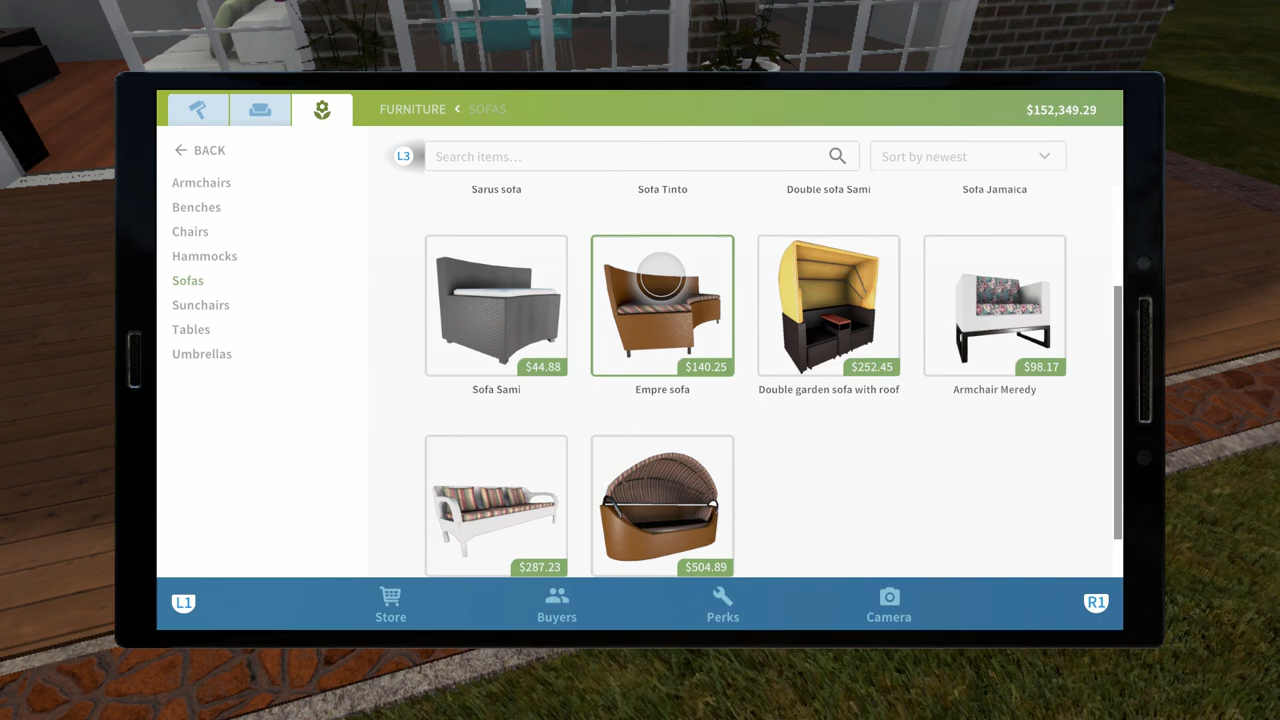 FURNITURE < SOFAS
$152,349.29
BACK
L3
Search items...
Sort by newest
Armchairs
Benches
Chairs
Hammocks
Sofas
Sunchairs
Tables
Umbrellas
Sarus sofa
Sofa Tinto
Double sofa Sami
Sofa Jamaica
$44.88
$140.25
$252.45
$98.17
Sofa Sami
Empre sofa
Double garden sofa with roof
Armchair Meredy
$287.23
$504.89
L1
Store
Buyers
Perks
Camera
R1